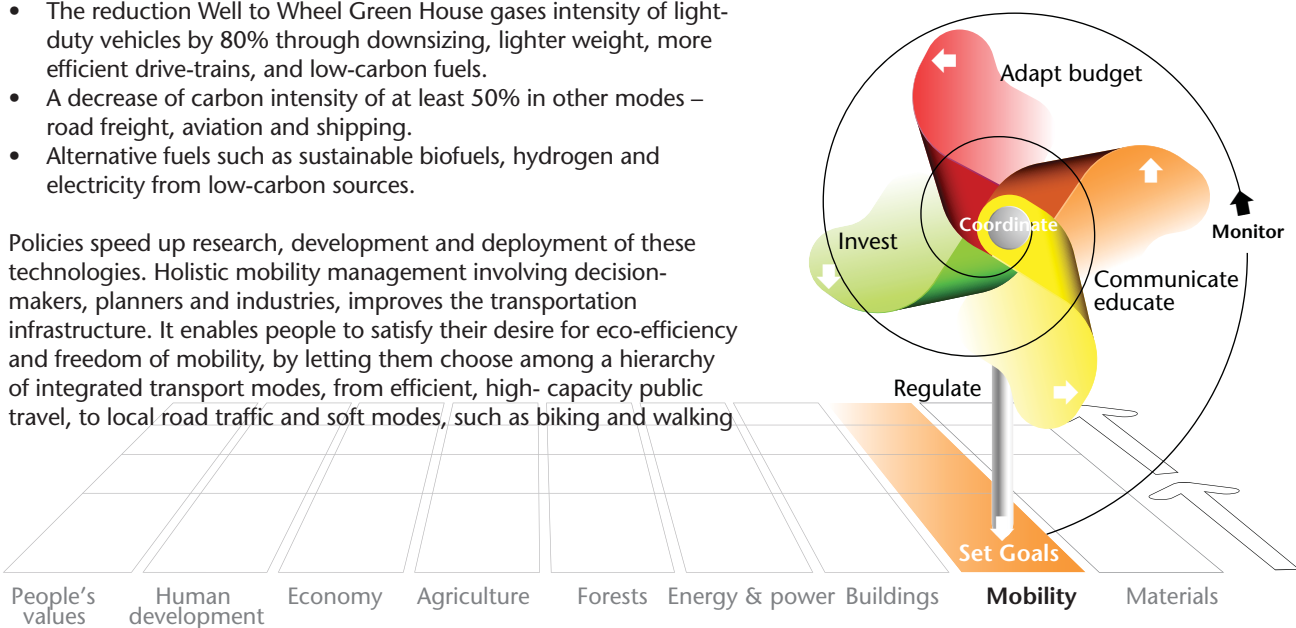 • The reduction Well to Wheel Green House gases intensity of light-
duty vehicles by 80% through downsizing, lighter weight, more
efficient drive-trains, and low-carbon fuels.
• A decrease of carbon intensity of at least 50% in other modes –
road freight, aviation and shipping.
• Alternative fuels such as sustainable biofuels, hydrogen and
electricity from low-carbon sources.
Policies speed up research, development and deployment of these
technologies. Holistic mobility management involving decision-
makers, planners and industries, improves the transportation
infrastructure. It enables people to satisfy their desire for eco-efficiency
and freedom of mobility, by letting them choose among a hierarchy
of integrated transport modes, from efficient, high- capacity public
travel, to local road traffic and soft modes, such as biking and walking
Adapt budget
Coordinate
Monitor
Invest
Communicate
educate
Regulate
Set Goals
People's
values
Human
development
Economy
Agriculture
Forests
Energy & power
Buildings
Mobility
Materials